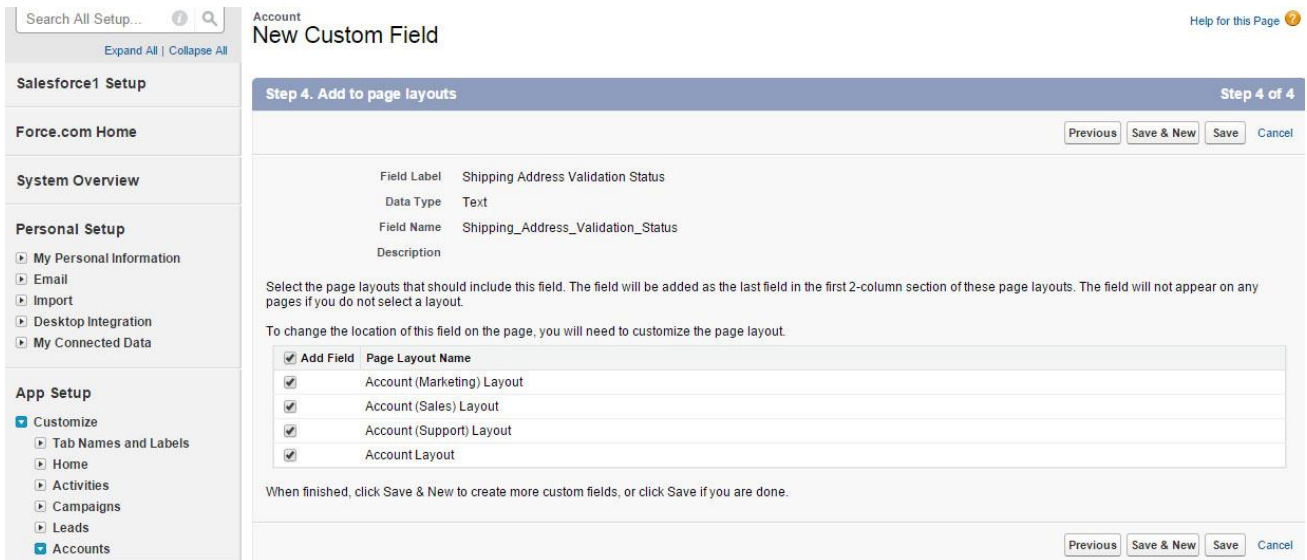 Search All Setup...
Expand All | Collapse All
Salesforce1 Setup
Force.com Home
System Overview
Personal Setup
My Personal Information
Email
Import
Desktop Integration
My Connected Data
App Setup
Customize
Tab Names and Labels
Home
Activities
Campaigns
Leads
Accounts
Account
New Custom Field
Help for this Page ?
Step 4. Add to page layouts Step 4 of 4
Previous Save & New Save Cancel
Field Label Shipping Address Validation Status
Data Type Text
Field Name Shipping_Address_Validation_Status
Description
Select the page layouts that should include this field. The field will be added as the last field in the first 2-column section of these page layouts. The field will not appear on any
pages if you do not select a layout.
To change the location of this field on the page, you will need to customize the page layout.
Add Field Page Layout Name
Account (Marketing) Layout
Account (Sales) Layout
Account (Support) Layout
Account Layout
When finished, click Save & New to create more custom fields, or click Save if you are done.
Previous Save & New Save Cancel